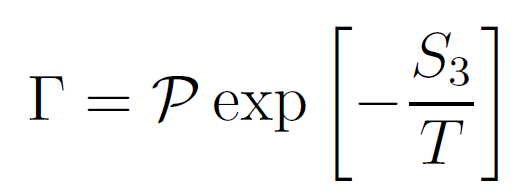 Γ = 𝒫 exp [−S₃/T]